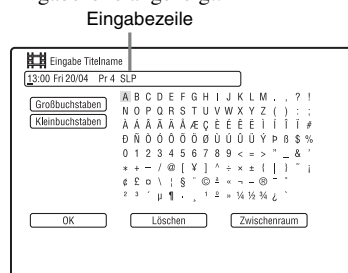 Eingabezeile
Eingabe Titelname
13:00 Fri 20/04 Pr 4 SLP
Großbuchstaben
Kleinbuchstaben
A B C D E F G H I J K L M . , ? !
N O P Q R S T U V W X Y Z ( ) : ;
À Á Â Ã Ä Å Æ Ç È É Ê Ë Ì Í Î Ï #
Ð Ñ Ò Ó Ô Õ Ö Ø Ù Ú Û Ü Ý Þ ß $ %
0 1 2 3 4 5 6 7 8 9 < = > " _ & '
* + – / @ [ ¥ ] ^ ÷ × ± { | } ~ ¡
¢ £ ¤ \ ¦ § ¨ © ª « ¬ - ® ¯ °
² ³ ´ µ ¶ · ¸ ¹ º » ¼ ½ ¾ ¿ `
OK
Löschen
Zwischenraum